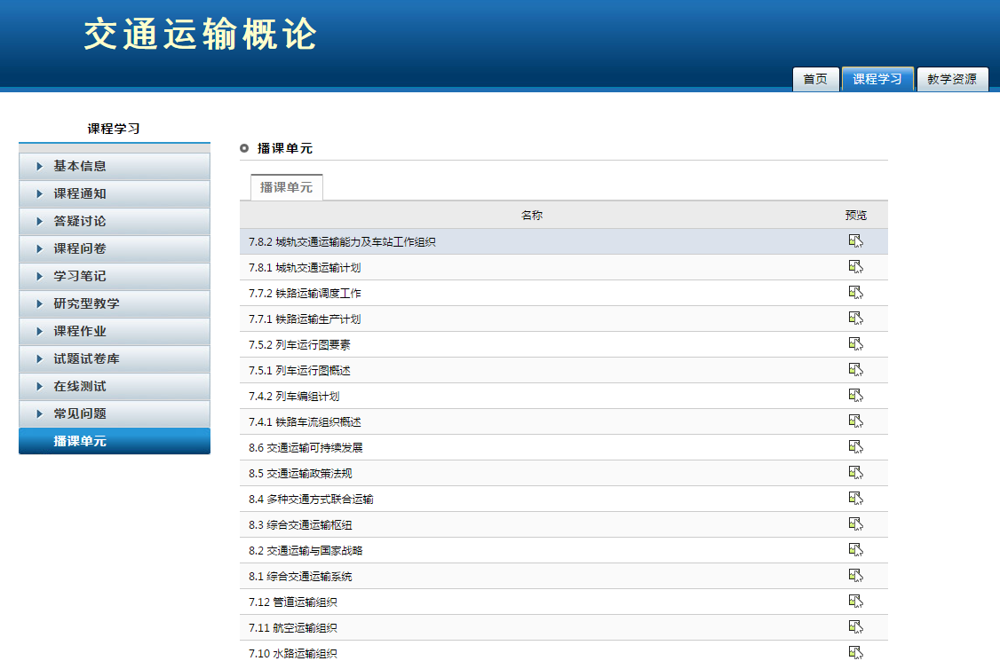 交通运输概论
首页 课程学习 教学资源
课程学习
基本信息
课程通知
答疑讨论
课程问卷
学习笔记
研究型教学
课程作业
试题试卷库
在线测试
常见问题
播课单元
播课单元
播课单元
名称 预览
7.8.2 城轨交通运输能力及车站工作组织
7.8.1 城轨交通运输计划
7.7.2 铁路运输调度工作
7.7.1 铁路运输生产计划
7.5.2 列车运行图要素
7.5.1 列车运行图概述
7.4.2 列车编组计划
7.4.1 铁路车流组织概述
8.6 交通运输可持续发展
8.5 交通运输政策法规
8.4 多种交通方式联合运输
8.3 综合交通运输枢纽
8.2 交通运输与国家战略
8.1 综合交通运输系统
7.12 管道运输组织
7.11 航空运输组织
7.10 水路运输组织